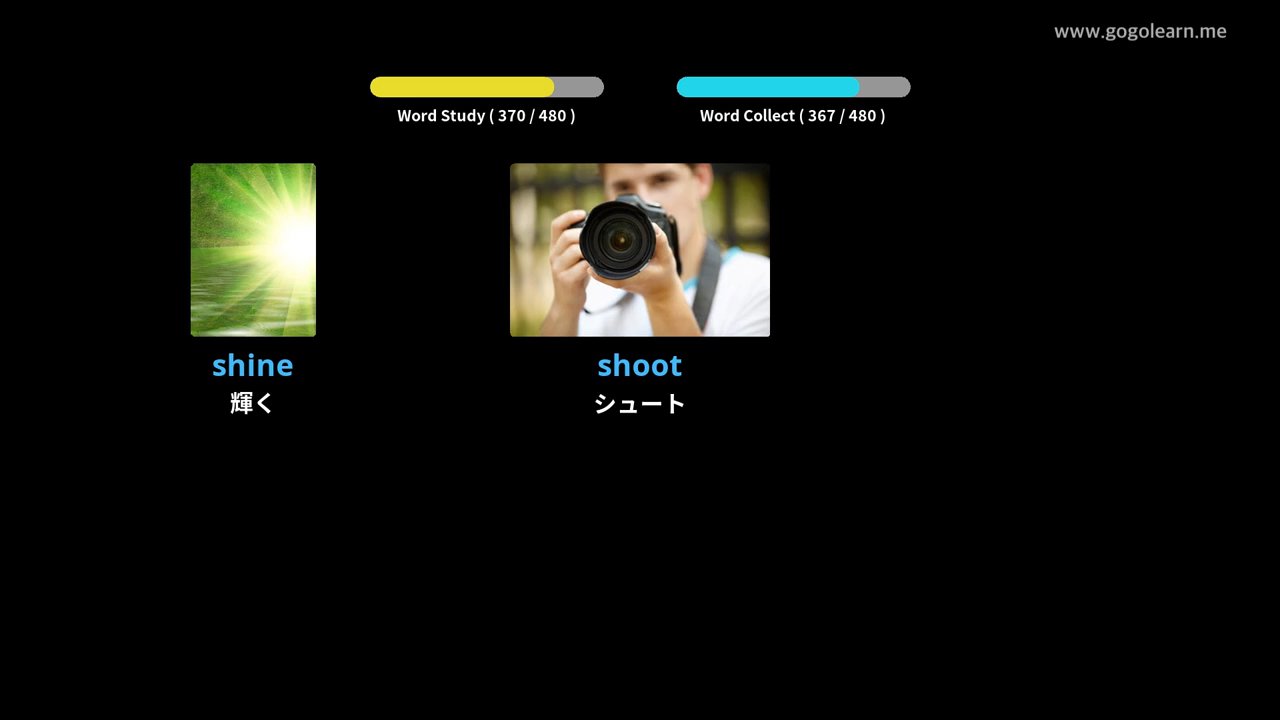 www.gogolearn.me
Word Study ( 370 / 480 )
Word Collect ( 367 / 480 )
shine
輝く
shoot
シュート